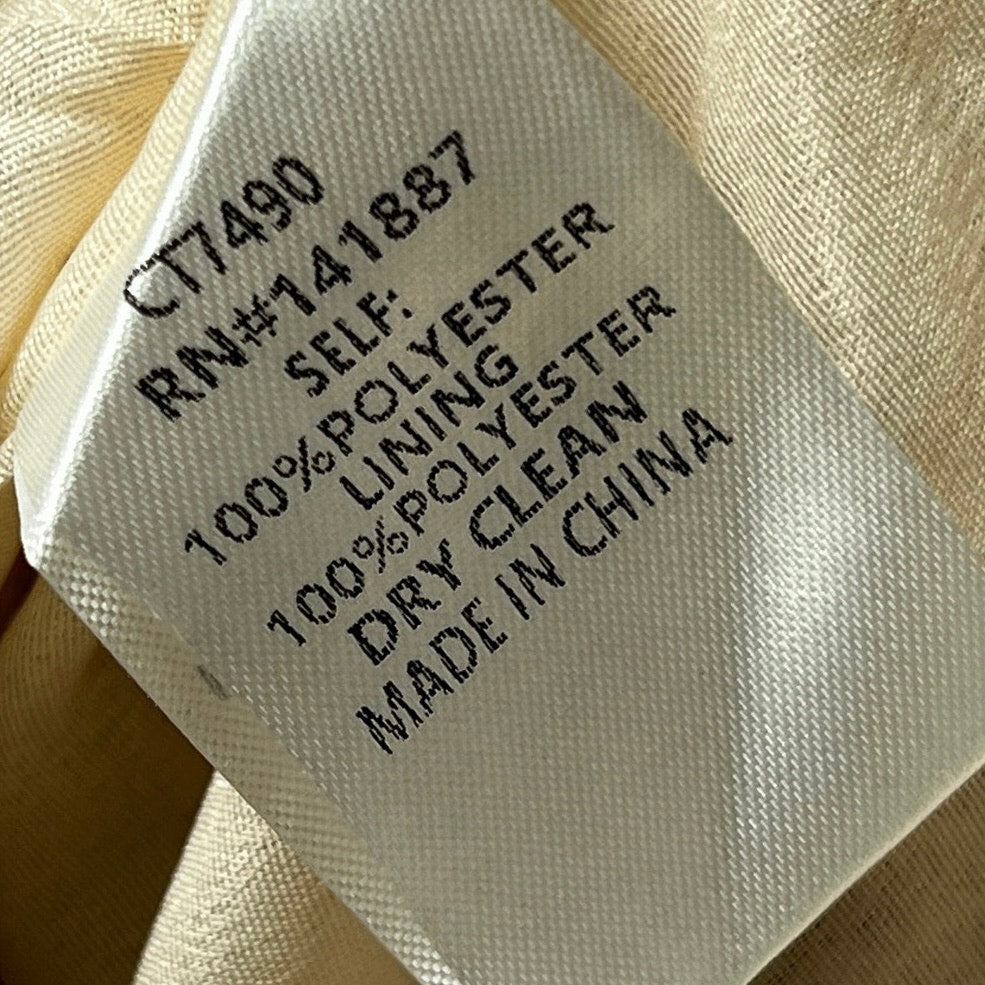 CT7490
RN#141887
SELF:
100%POLYESTER
LINING
100%POLYESTER
DRY CLEAN
MADE IN CHINA